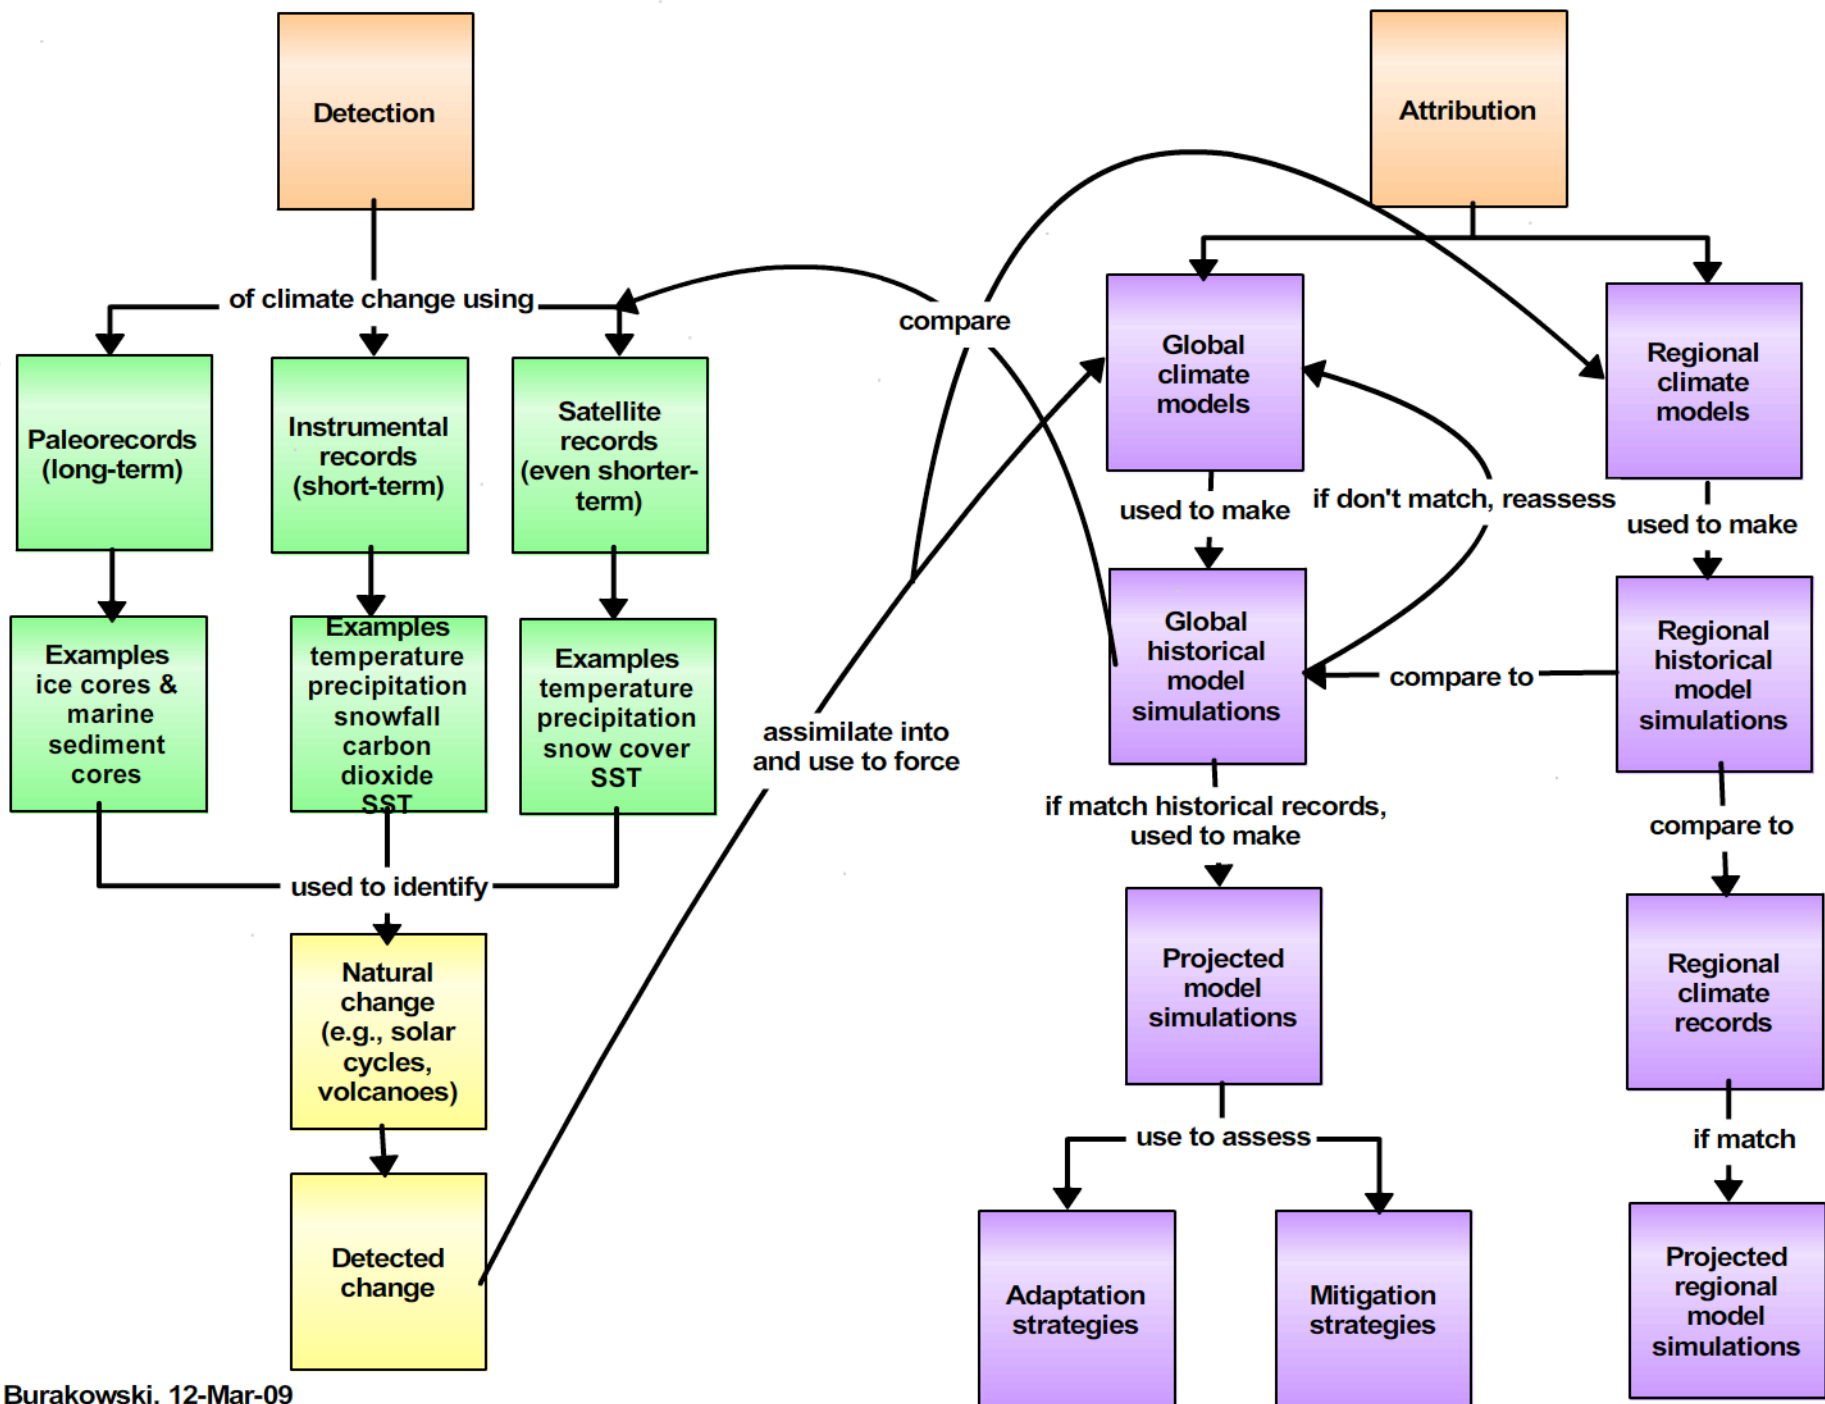 Detection
Attribution
of climate change using
compare
Paleorecords
(long-term)
Instrumental
records
(short-term)
Satellite
records
(even shorter-
term)
Global
climate
models
Regional
climate
models
used to make
if don't match, reassess
used to make
Examples
ice cores &
marine
sediment
cores
Examples
temperature
precipitation
snowfall
carbon
dioxide
SST
Examples
temperature
precipitation
snow cover
SST
Global
historical
model
simulations
compare to
Regional
historical
model
simulations
assimilate into
and use to force
if match historical records,
used to make
compare to
used to identify
Natural
change
(e.g., solar
cycles,
volcanoes)
Projected
model
simulations
Regional
climate
records
use to assess
if match
Detected
change
Adaptation
strategies
Mitigation
strategies
Projected
regional
model
simulations
Burakowski, 12-Mar-09